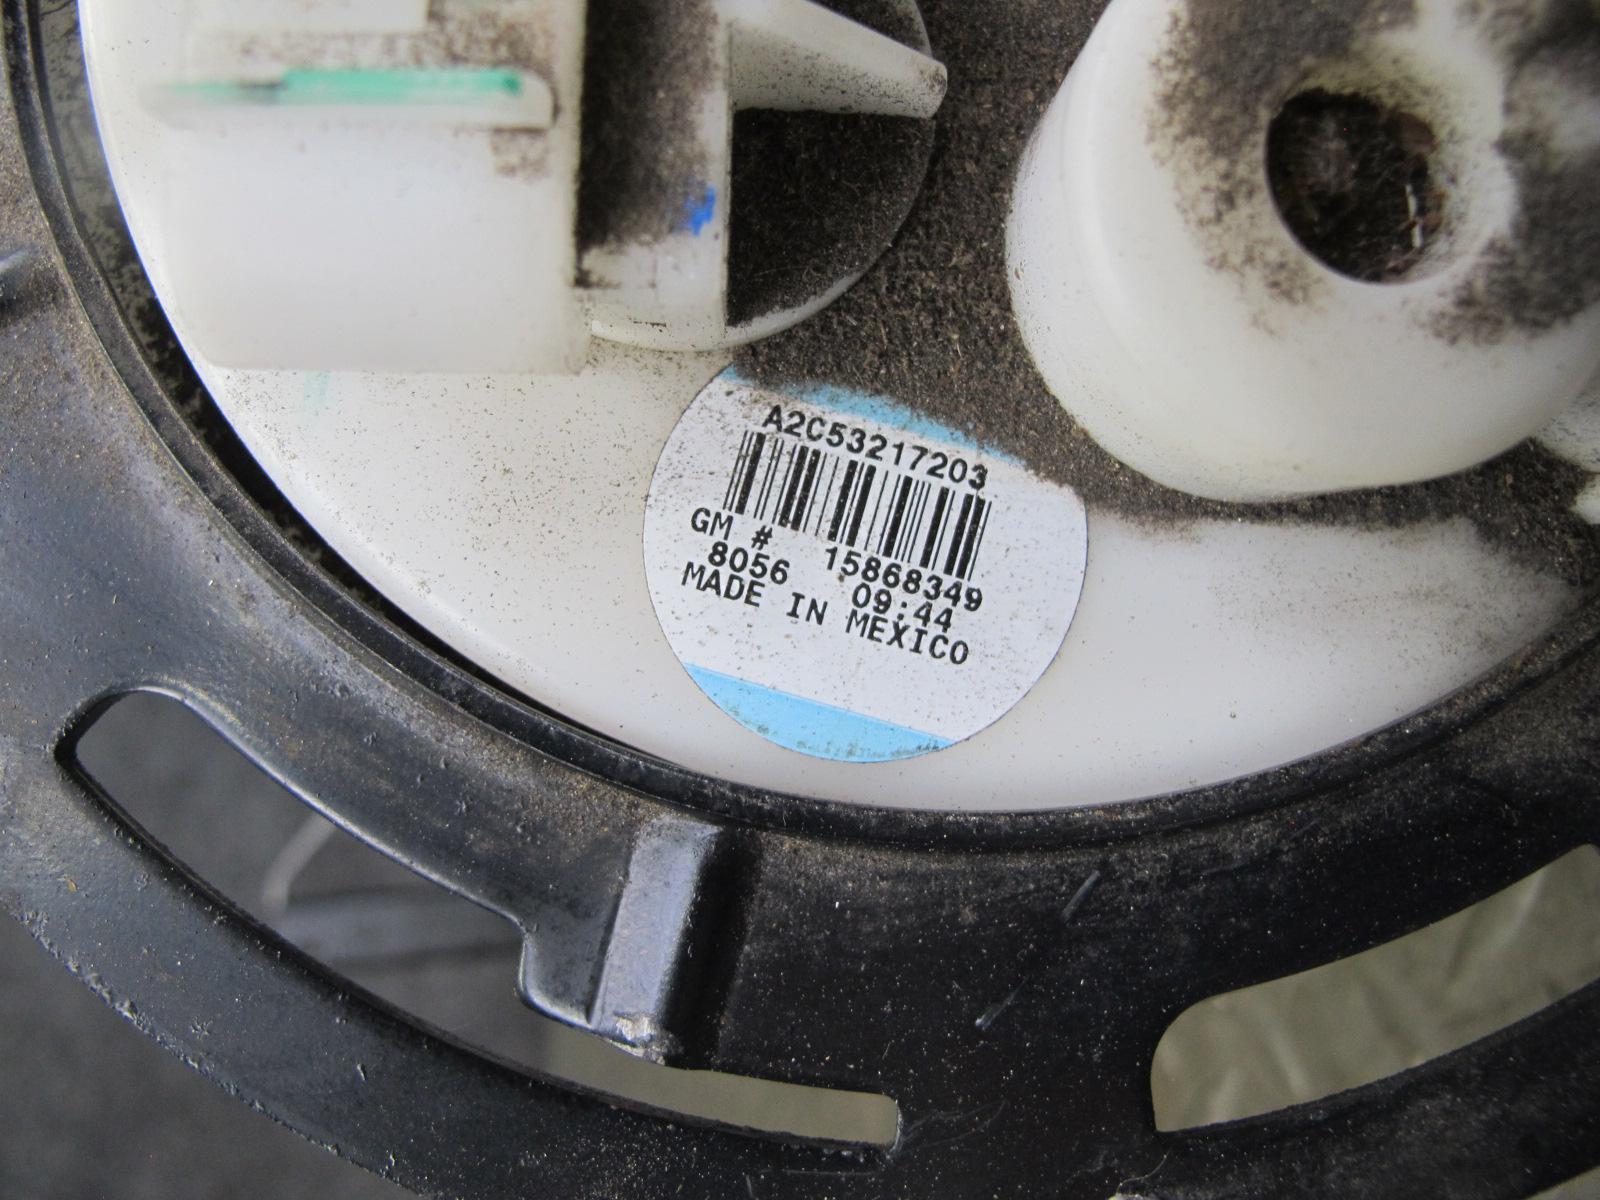 A2C53217203
GM # 15868349
8056 09:44
MADE IN MEXICO